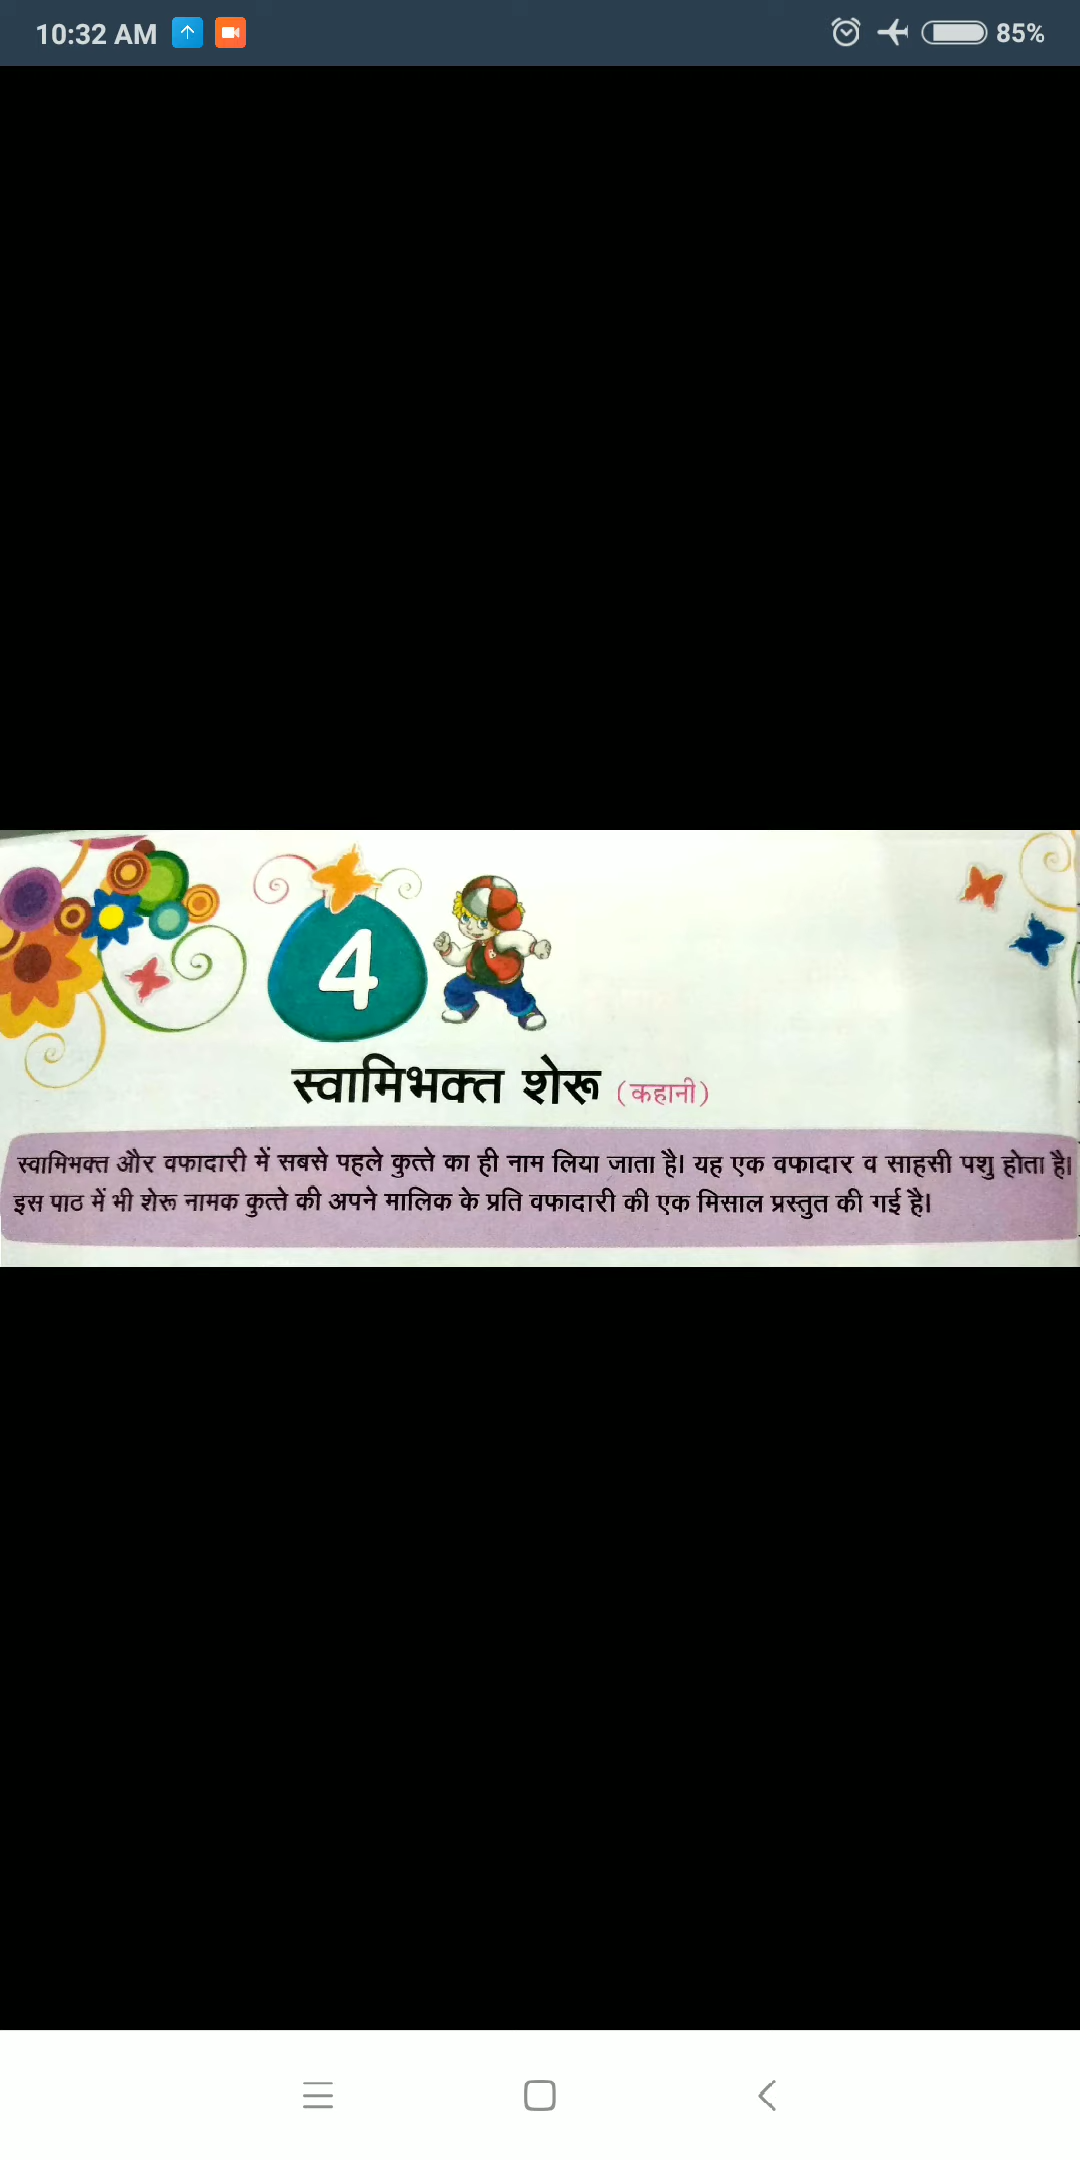 10:32 AM 85%
4
स्वामिभक्त शेरू (कहानी)
स्वामिभक्त और वफादारी में सबसे पहले कुत्ते का ही नाम लिया जाता है। यह एक वफादार व साहसी पशु होता है।
इस पाठ में भी शेरू नामक कुत्ते की अपने मालिक के प्रति वफादारी की एक मिसाल प्रस्तुत की गई है।